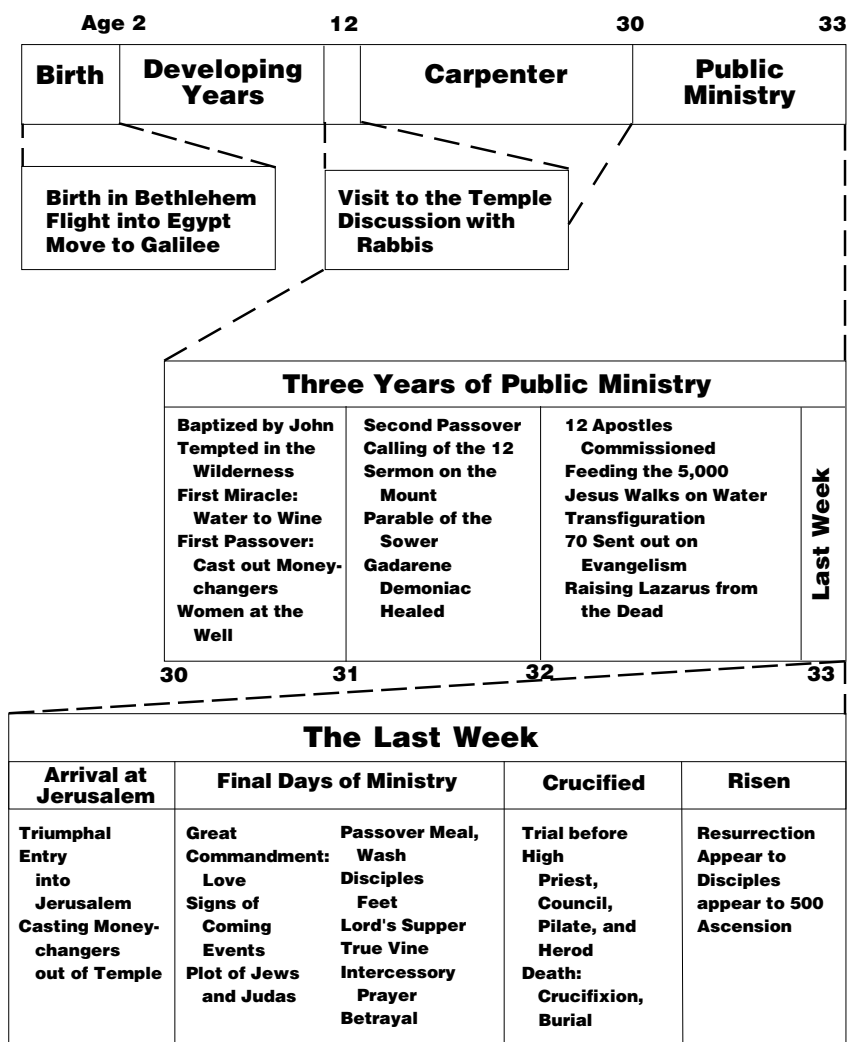 Age 2 12 30 33
Birth
Developing
Years
Carpenter
Public
Ministry
Birth in Bethlehem
Flight into Egypt
Move to Galilee
Visit to the Temple
Discussion with
Rabbis
Three Years of Public Ministry
Baptized by John
Tempted in the
Wilderness
First Miracle:
Water to Wine
First Passover:
Cast out Money-
changers
Women at the
Well
Second Passover
Calling of the 12
Sermon on the
Mount
Parable of the
Sower
Gadarene
Demoniac
Healed
12 Apostles
Commissioned
Feeding the 5,000
Jesus Walks on Water
Transfiguration
70 Sent out on
Evangelism
Raising Lazarus from
the Dead
Last Week
30 31 32 33
The Last Week
Arrival at
Jerusalem
Triumphal
Entry
into
Jerusalem
Casting Money-
changers
out of Temple
Final Days of Ministry
Great
Commandment:
Love
Signs of
Coming
Events
Plot of Jews
and Judas
Passover Meal,
Wash
Disciples
Feet
Lord's Supper
True Vine
Intercessory
Prayer
Betrayal
Crucified
Trial before
High
Priest,
Council,
Pilate, and
Herod
Death:
Crucifixion,
Burial
Risen
Resurrection
Appear to
Disciples
appear to 500
Ascension